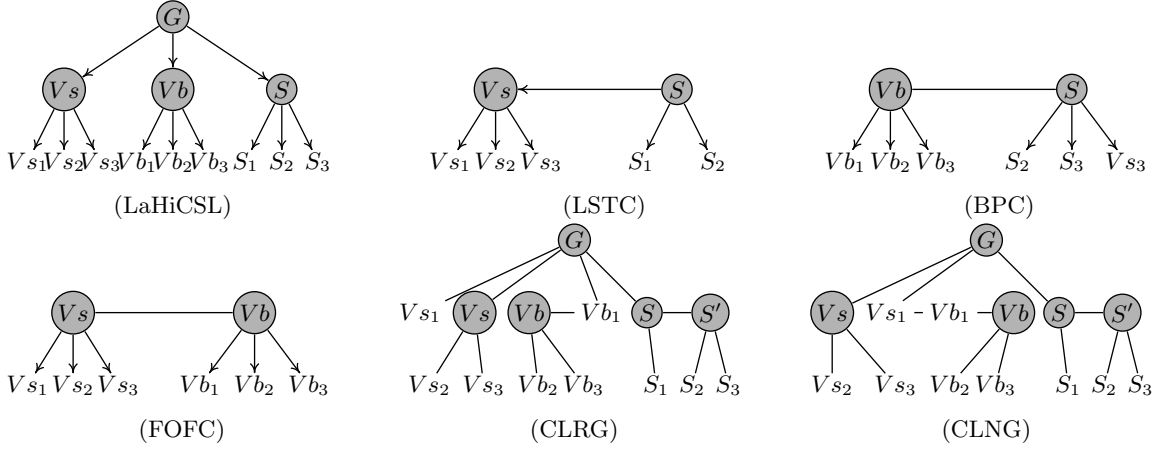 G
Vs Vb S Vs S Vb S
Vs₁ Vs₂ Vs₃ Vb₁ Vb₂ Vb₃ S₁ S₂ S₃ Vs₁ Vs₂ Vs₃ S₁ S₂ Vb₁ Vb₂ Vb₃ S₂ S₃ Vs₃
(LaHiCSL) (LSTC) (BPC)
G G
Vs Vb Vs₁ Vs Vb Vb₁ S S′ Vs Vs₁ Vb₁ Vb S S′
Vs₁ Vs₂ Vs₃ Vb₁ Vb₂ Vb₃ Vs₂ Vs₃ Vb₂ Vb₃ S₁ S₂ S₃ Vs₂ Vs₃ Vb₂ Vb₃ S₁ S₂ S₃
(FOFC) (CLRG) (CLNG)